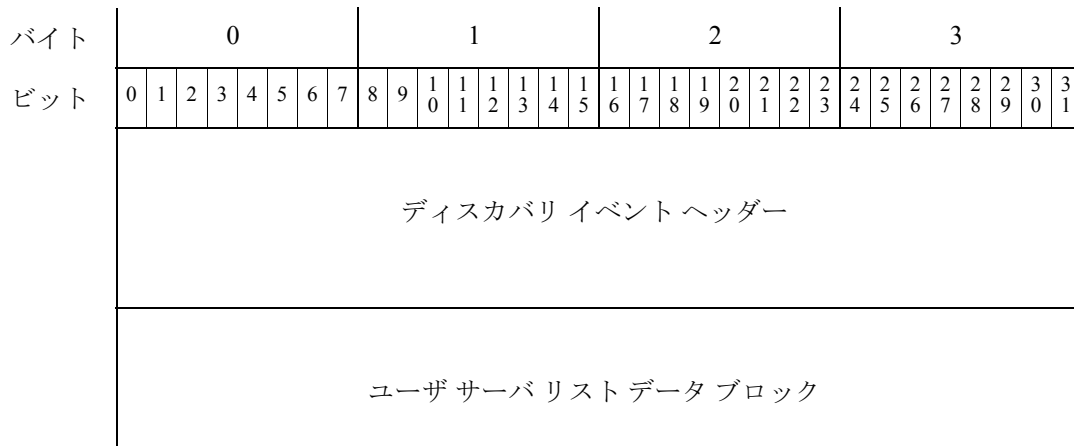 バイト 0 1 2 3
ビット 0 1 2 3 4 5 6 7 8 9 10 11 12 13 14 15 16 17 18 19 20 21 22 23 24 25 26 27 28 29 30 31
ディスカバリ イベント ヘッダー
ユーザ サーバ リスト データ ブロック